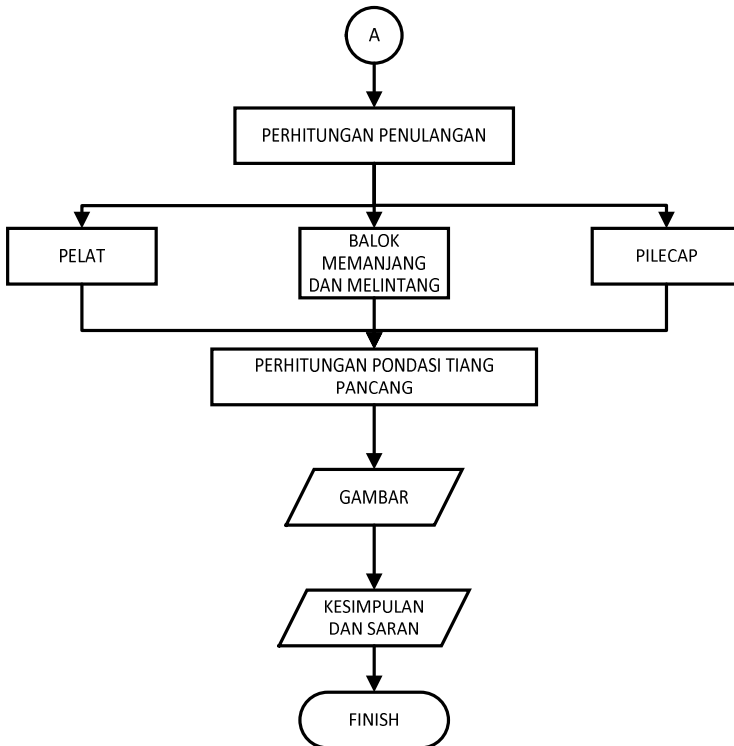 A
PERHITUNGAN PENULANGAN
PELAT
BALOK
MEMANJANG
DAN MELINTANG
PILECAP
PERHITUNGAN PONDASI TIANG
PANCANG
GAMBAR
KESIMPULAN
DAN SARAN
FINISH